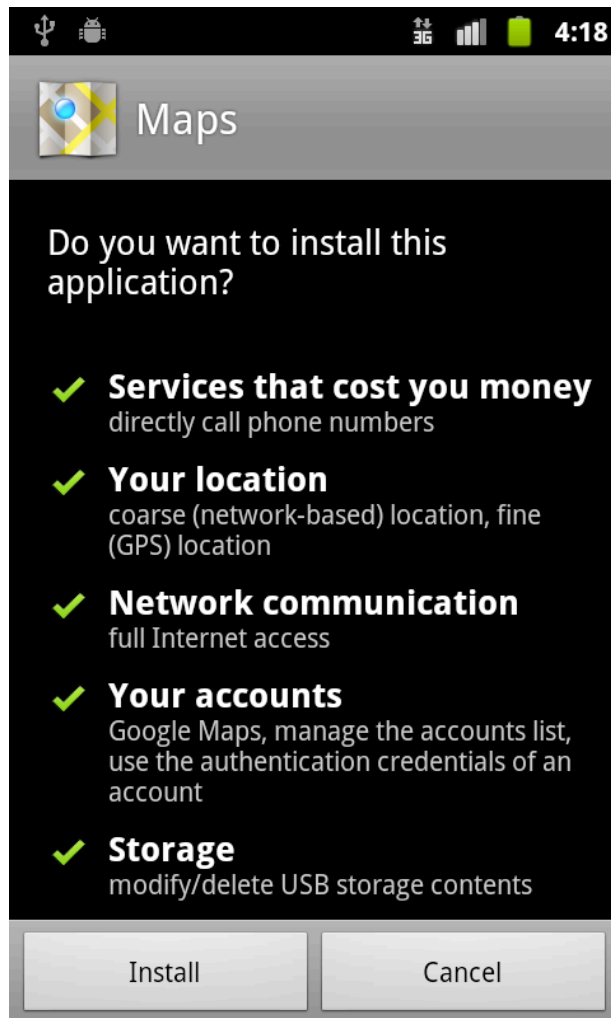 3G 4:18
Maps
Do you want to install this
application?
Services that cost you money
directly call phone numbers
Your location
coarse (network-based) location, fine
(GPS) location
Network communication
full Internet access
Your accounts
Google Maps, manage the accounts list,
use the authentication credentials of an
account
Storage
modify/delete USB storage contents
Install Cancel